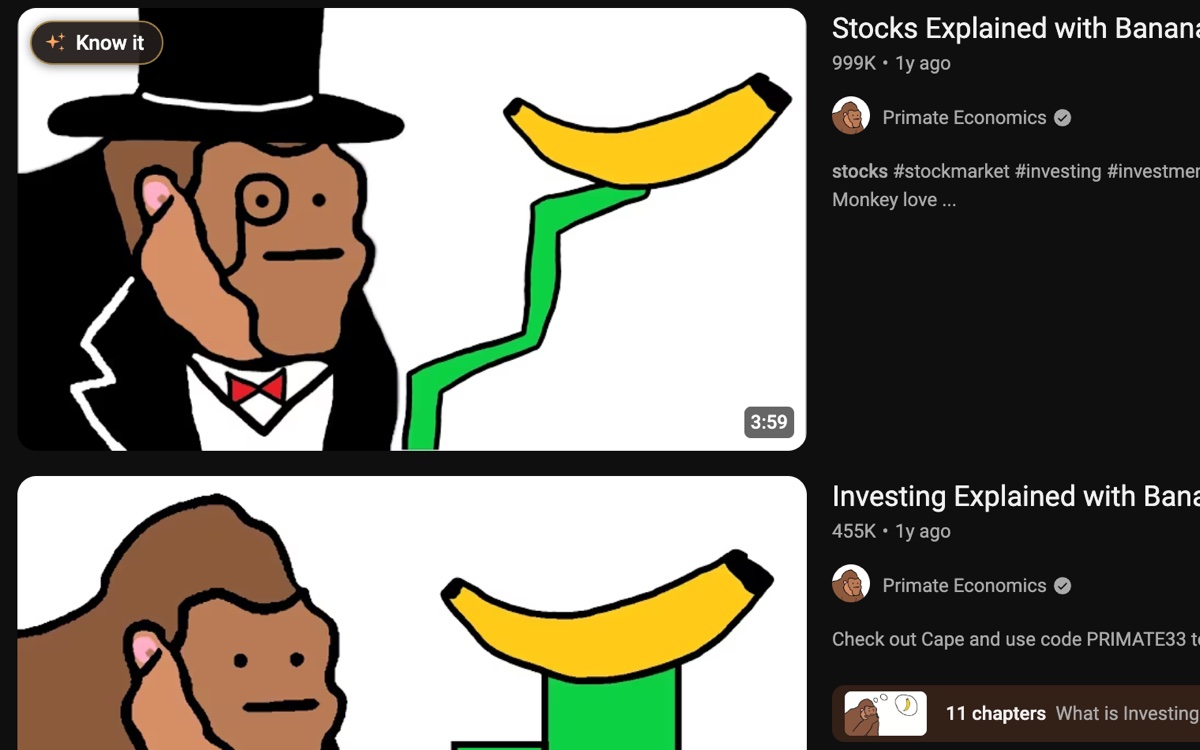 Know it
3:59
Stocks Explained with Banana
999K • 1y ago
Primate Economics
stocks #stockmarket #investing
Monkey love ...
Investing Explained with
455K • 1y ago
Primate Economics
Check out Cape and use code PRIMATE33
11 chapters What is Investing